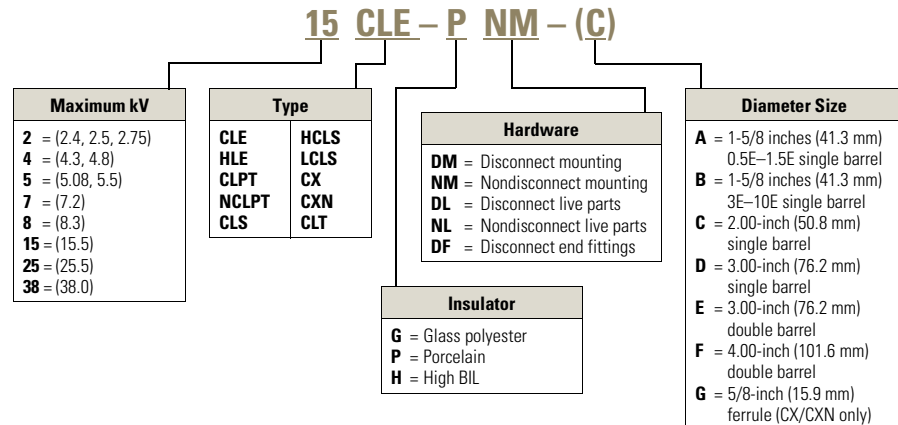 15 CLE – P NM – (C)
Maximum kV
2 = (2.4, 2.5, 2.75)
4 = (4.3, 4.8)
5 = (5.08, 5.5)
7 = (7.2)
8 = (8.3)
15 = (15.5)
25 = (25.5)
38 = (38.0)
Type
CLE HCLS
HLE LCLS
CLPT CX
NCLPT CXN
CLS CLT
Insulator
G = Glass polyester
P = Porcelain
H = High BIL
Hardware
DM = Disconnect mounting
NM = Nondisconnect mounting
DL = Disconnect live parts
NL = Nondisconnect live parts
DF = Disconnect end fittings
Diameter Size
A = 1-5/8 inches (41.3 mm)
0.5E–1.5E single barrel
B = 1-5/8 inches (41.3 mm)
3E–10E single barrel
C = 2.00-inch (50.8 mm)
single barrel
D = 3.00-inch (76.2 mm)
single barrel
E = 3.00-inch (76.2 mm)
double barrel
F = 4.00-inch (101.6 mm)
double barrel
G = 5/8-inch (15.9 mm)
ferrule (CX/CXN only)